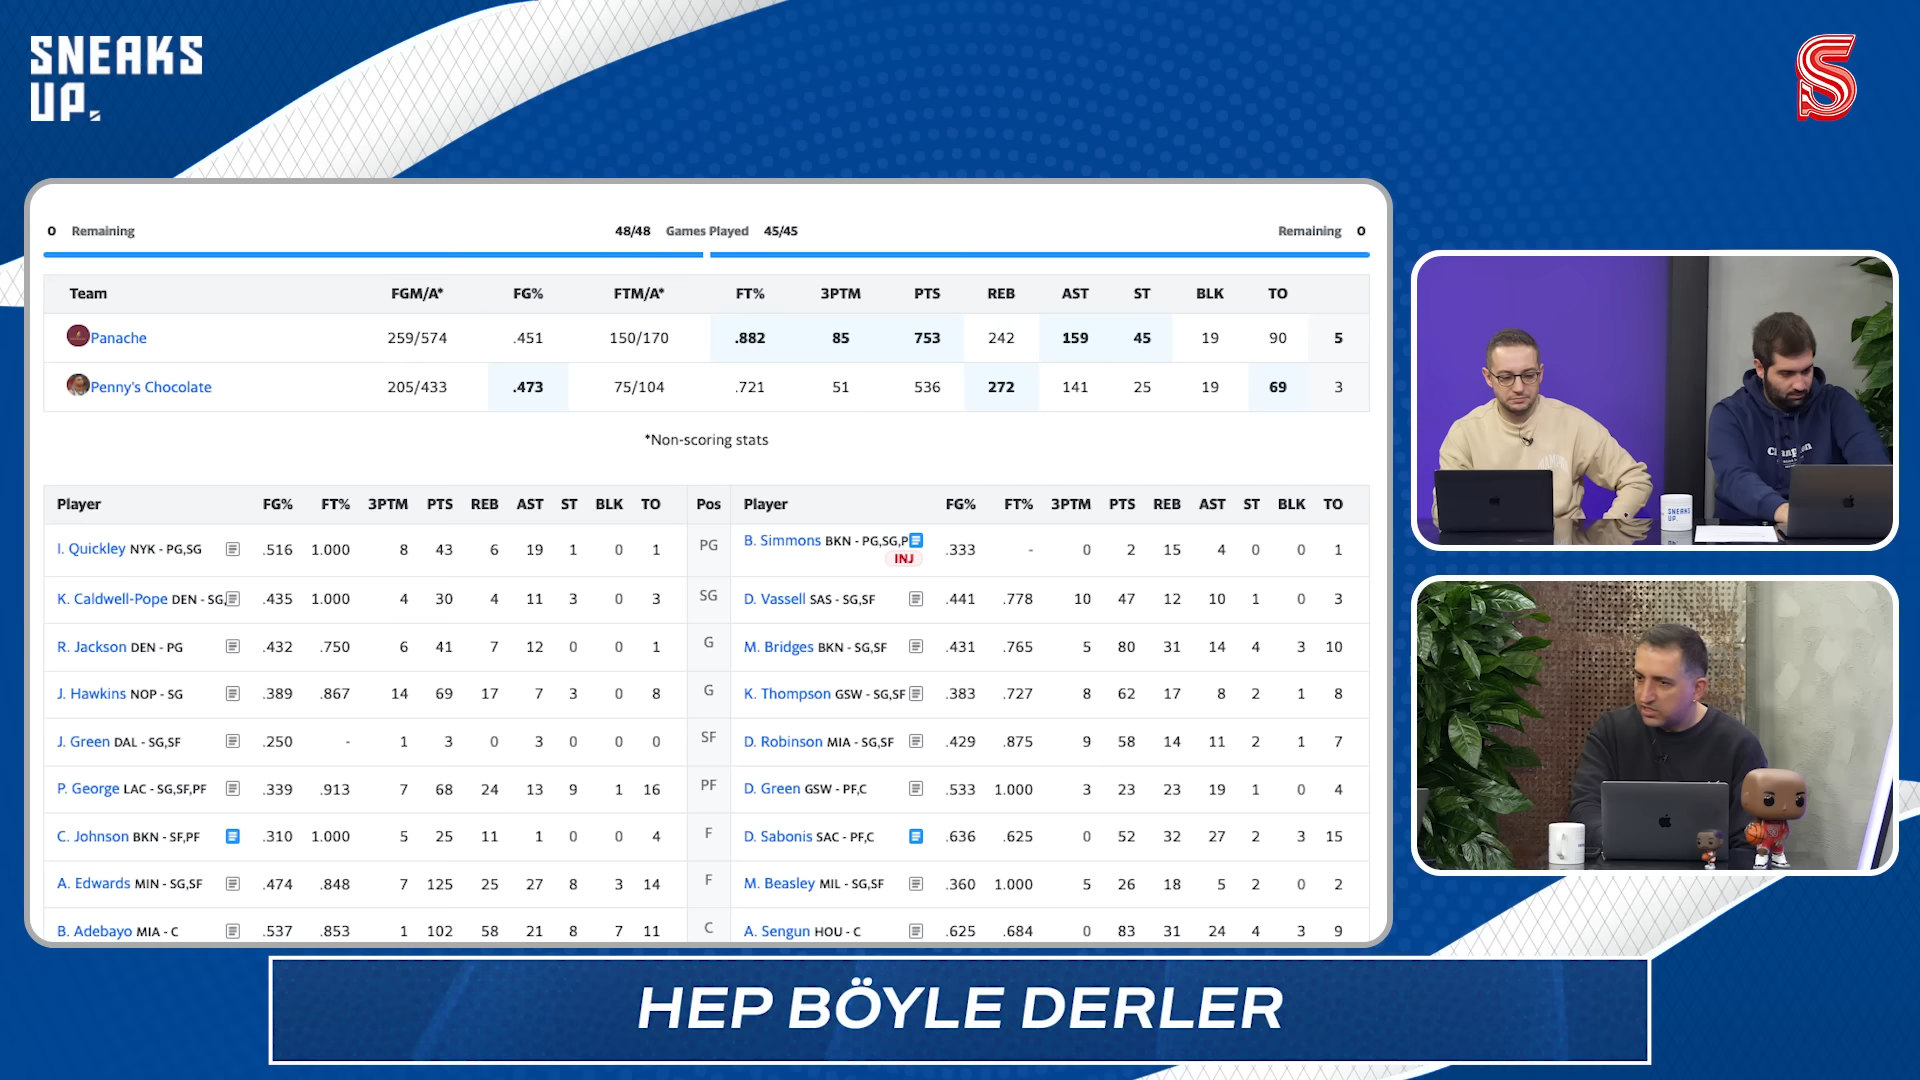 SNEAKS
UP.
S
0 Remaining 48/48 Games Played 45/45 Remaining 0
Team FGM/A* FG% FTM/A* FT% 3PTM PTS REB AST ST BLK TO
Panache 259/574 .451 150/170 .882 85 753 242 159 45 19 90 5
Penny's Chocolate 205/433 .473 75/104 .721 51 536 272 141 25 19 69 3
*Non-scoring stats
Player FG% FT% 3PTM PTS REB AST ST BLK TO Pos Player FG% FT% 3PTM PTS REB AST ST BLK TO
I. Quickley NYK - PG,SG .516 1.000 8 43 6 19 1 0 1 PG B. Simmons BKN - PG,SG,P .333 - 0 2 15 4 0 0 1
INJ
K. Caldwell-Pope DEN - SG, .435 1.000 4 30 4 11 3 0 3 SG D. Vassell SAS - SG,SF .441 .778 10 47 12 10 1 0 3
R. Jackson DEN - PG .432 .750 6 41 7 12 0 0 1 G M. Bridges BKN - SG,SF .431 .765 5 80 31 14 4 3 10
J. Hawkins NOP - SG .389 .867 14 69 17 7 3 0 8 G K. Thompson GSW - SG,SF .383 .727 8 62 17 8 2 1 8
J. Green DAL - SG,SF .250 - 1 3 0 3 0 0 0 SF D. Robinson MIA - SG,SF .429 .875 9 58 14 11 2 1 7
P. George LAC - SG,SF,PF .339 .913 7 68 24 13 9 1 16 PF D. Green GSW - PF,C .533 1.000 3 23 23 19 1 0 4
C. Johnson BKN - SF,PF .310 1.000 5 25 11 1 0 0 4 F D. Sabonis SAC - PF,C .636 .625 0 52 32 27 2 3 15
A. Edwards MIN - SG,SF .474 .848 7 125 25 27 8 3 14 F M. Beasley MIL - SG,SF .360 1.000 5 26 18 5 2 0 2
B. Adebayo MIA - C .537 .853 1 102 58 21 8 7 11 C A. Sengun HOU - C .625 .684 0 83 31 24 4 3 9
Champion
SNEAKS
UP.
HEP BÖYLE DERLER